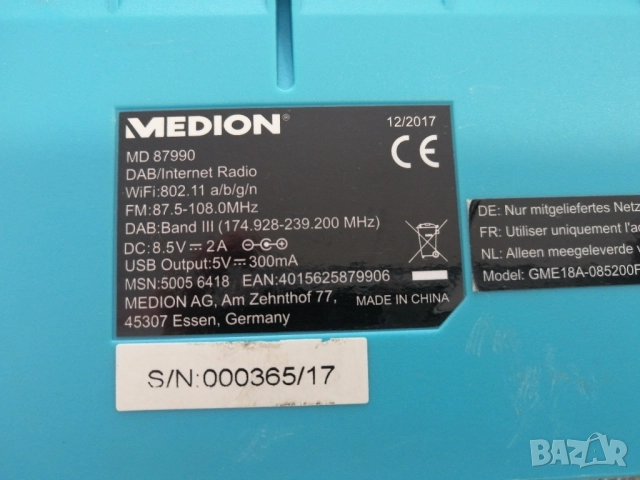 MEDION®
12/2017
MD 87990
CE
DAB/Internet Radio
WiFi:802.11 a/b/g/n
FM:87.5-108.0MHz
DAB:Band III (174.928-239.200 MHz)
DC:8.5V⎓2A
USB Output:5V⎓300mA
MSN:5005 6418 EAN:4015625879906
MEDION AG, Am Zehnthof 77,
MADE IN CHINA
45307 Essen, Germany
DE: Nur mitgeliefertes Netz
FR: Utiliser uniquement l'ad
NL: Alleen meegeleverde
Model: GME18A-085200F
S/N:000365/17
BAZAR